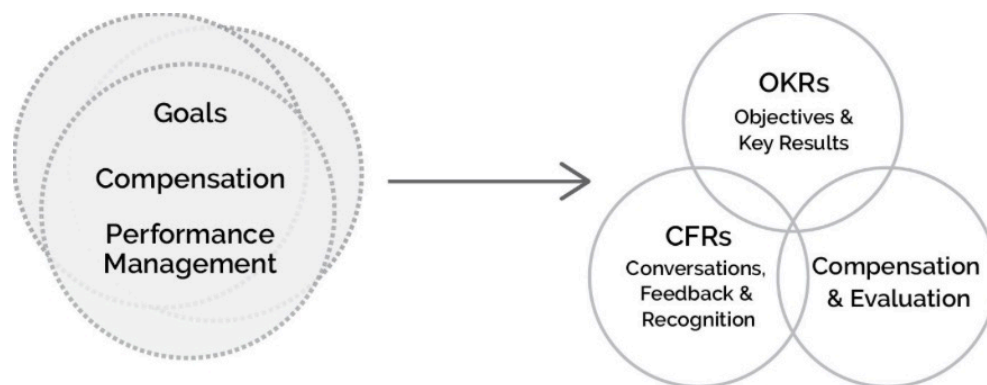 Goals
Compensation
Performance
Management
OKRs
Objectives &
Key Results
CFRs
Conversations,
Feedback &
Recognition
Compensation
& Evaluation